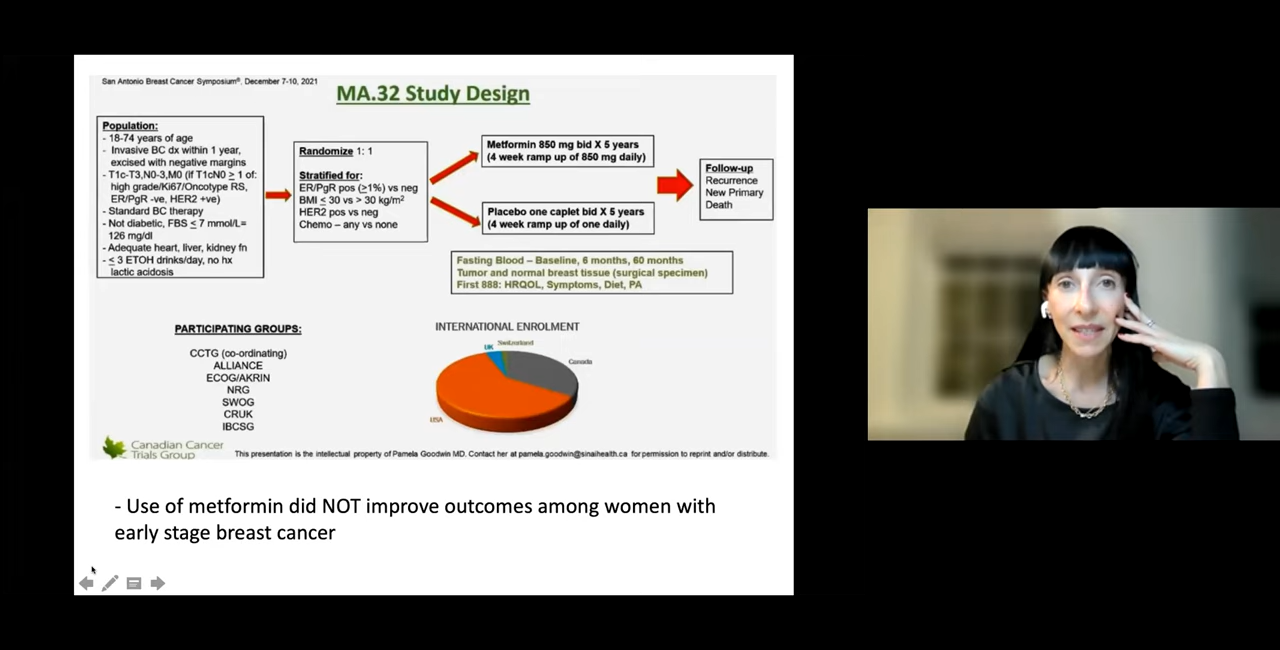 San Antonio Breast Cancer Symposium®, December 7-10, 2021
MA.32 Study Design
Population:
- 18-74 years of age
- Invasive BC dx within 1 year,
excised with negative margins
- T1c-T3,N0-3,M0 (if T1cN0 ≥ 1 of:
high grade/Ki67/Oncotype RS,
ER/PgR -ve, HER2 +ve)
- Standard BC therapy
- Not diabetic, FBS ≤ 7 mmol/L=
126 mg/dl
- Adequate heart, liver, kidney fn
- ≤ 3 ETOH drinks/day, no hx
lactic acidosis
Randomize 1: 1
Stratified for:
ER/PgR pos (≥1%) vs neg
BMI ≤ 30 vs > 30 kg/m²
HER2 pos vs neg
Chemo – any vs none
Metformin 850 mg bid X 5 years
(4 week ramp up of 850 mg daily)
Placebo one caplet bid X 5 years
(4 week ramp up of one daily)
Follow-up
Recurrence
New Primary
Death
Fasting Blood – Baseline, 6 months, 60 months
Tumor and normal breast tissue (surgical specimen)
First 888: HRQOL, Symptoms, Diet, PA
PARTICIPATING GROUPS:
CCTG (co-ordinating)
ALLIANCE
ECOG/AKRIN
NRG
SWOG
CRUK
IBCSG
INTERNATIONAL ENROLMENT
UK
Switzerland
Canada
USA
Canadian Cancer
Trials Group
This presentation is the intellectual property of Pamela Goodwin MD. Contact her at pamela.goodwin@sinaihealth.ca for permission to reprint and/or distribute.
- Use of metformin did NOT improve outcomes among women with
early stage breast cancer